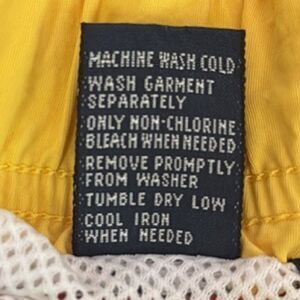 MACHINE WASH COLD
WASH GARMENT
SEPARATELY
ONLY NON-CHLORINE
BLEACH WHEN NEEDED
REMOVE PROMPTLY
FROM WASHER
TUMBLE DRY LOW
COOL IRON
WHEN NEEDED